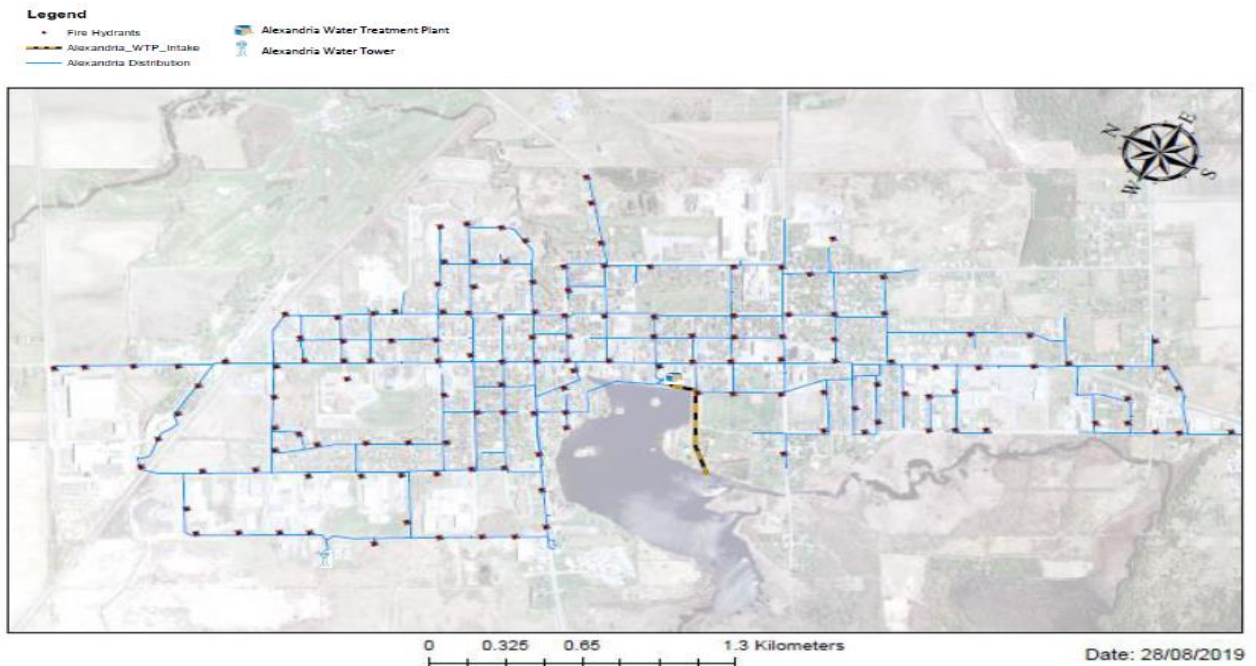 Legend
Fire Hydrants
Alexandria_WTP_Intake
Alexandria Distribution
Alexandria Water Treatment Plant
Alexandria Water Tower
N
E
W
S
0 0.325 0.65 1.3 Kilometers
Date: 28/08/2019